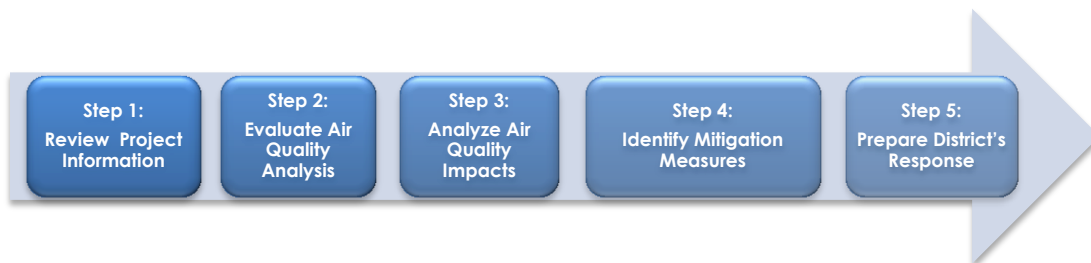 Step 1:
Review Project
Information
Step 2:
Evaluate Air
Quality
Analysis
Step 3:
Analyze Air
Quality
Impacts
Step 4:
Identify Mitigation
Measures
Step 5:
Prepare District’s
Response